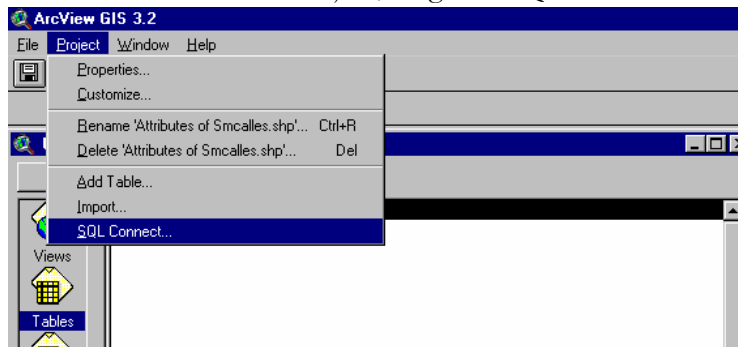 ArcView GIS 3.2
File Project Window Help
Properties...
Customize...
Rename 'Attributes of Smcalles.shp'... Ctrl+R
Delete 'Attributes of Smcalles.shp'... Del
Add Table...
Import...
SQL Connect...
Views
Tables